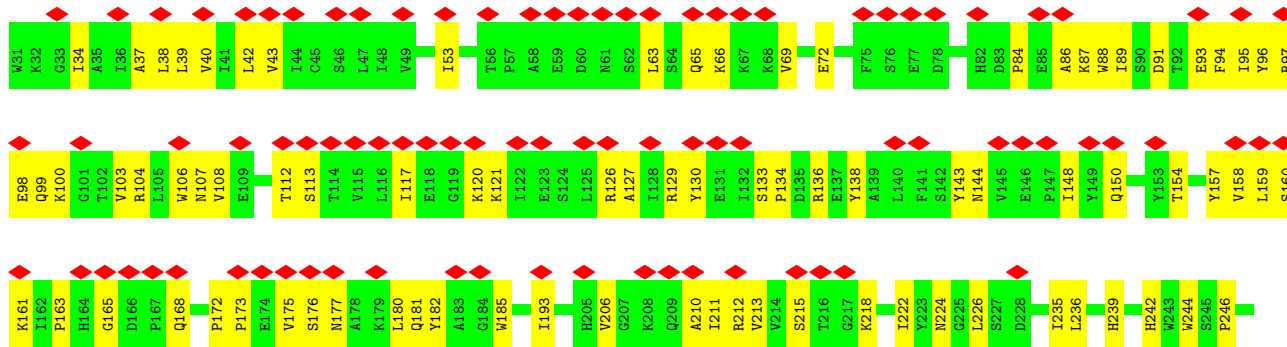 W31 K32 G33 I34 A35 I36 A37 L38 L39 V40 I41 L42 V43 I44 C45 S46 L47 I48 V49 I53 T56 P57 A58 E59 D60 N61 S62 L63 S64 Q65 K66 K67 K68 V69 E72 F75 S76 E77 D78 H82 D83 P84 E85 A86 K87 W88 I89 S90 D91 T92 E93 F94 I95 Y96 R97
E98 Q99 K100 G101 T102 V103 R104 L105 W106 N107 V108 E109 T112 S113 T114 V115 L116 I117 E118 G119 K120 K121 I122 E123 S124 L125 R126 A127 I128 R129 Y130 E131 I132 S133 P134 D135 R136 E137 Y138 A139 L140 F141 S142 Y143 N144 V145 E146 P147 I148 Y149 Q150 Y153 T154 Y157 V158 L159 S160
K161 I162 P163 H164 G165 D166 P167 Q168 P172 P173 E174 V175 S176 N177 A178 K179 L180 Q181 Y182 A183 G184 W185 I193 H205 V206 G207 K208 Q209 A210 I211 R212 V213 V214 S215 T216 G217 K218 I222 Y223 N224 G225 L226 S227 D228 I235 L236 H239 H242 W243 W244 S245 P246